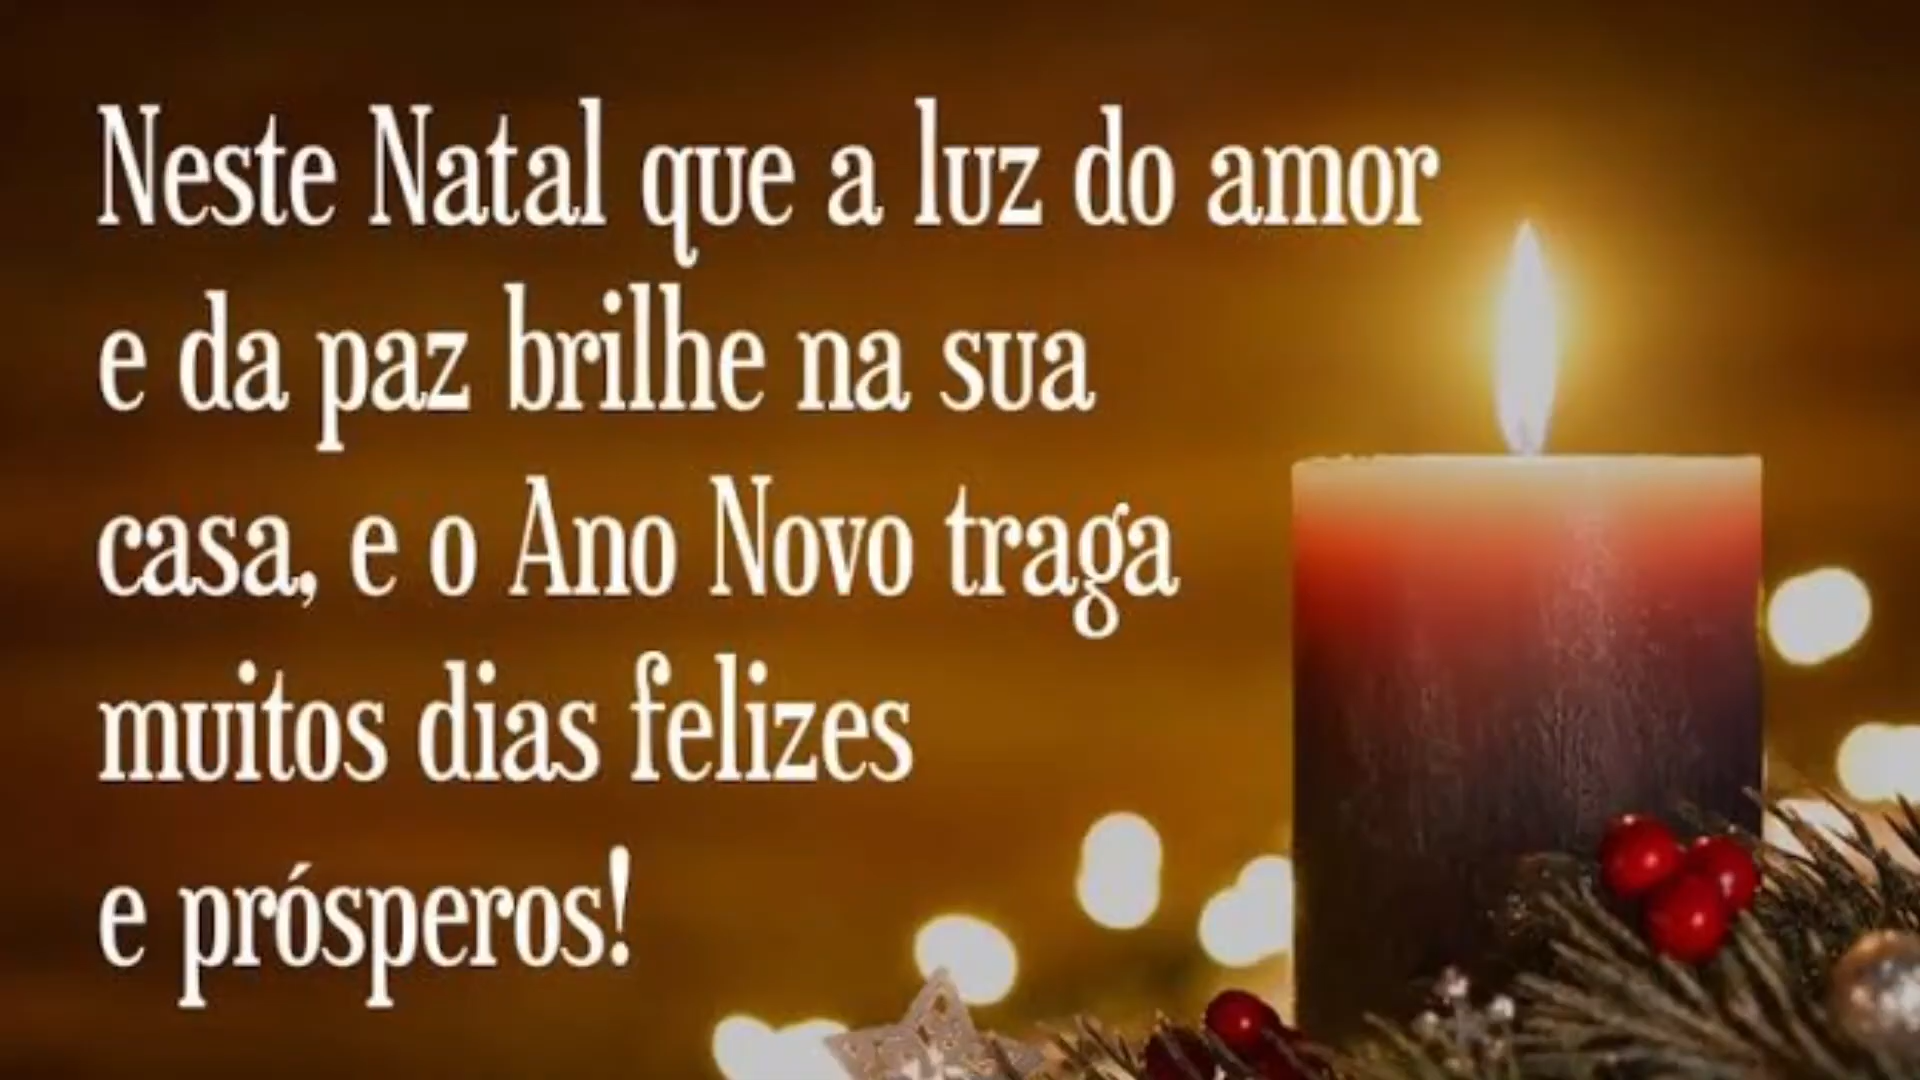 Neste Natal que a luz do amor
e da paz brilhe na sua
casa, e o Ano Novo traga
muitos dias felizes
e prósperos!